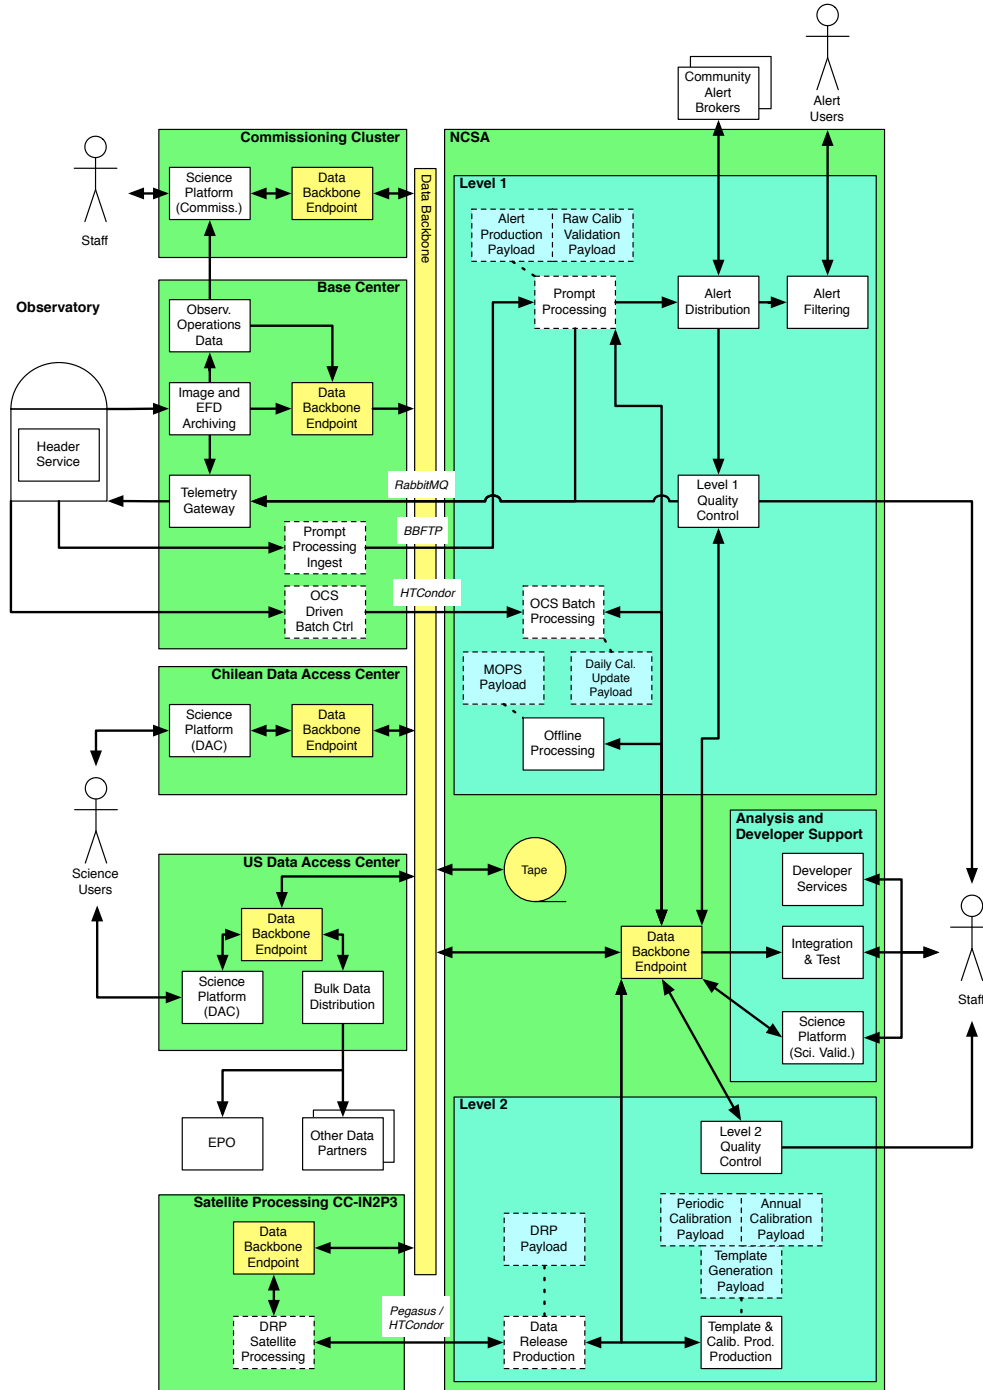 Community
Alert
Brokers
Alert
Users
Commissioning Cluster
NCSA
Staff
Science
Platform
(Commiss.)
Data
Backbone
Endpoint
Data Backbone
Level 1
Alert
Production
Payload
Raw Calib
Validation
Payload
Observatory
Base Center
Observ.
Operations
Data
Prompt
Processing
Alert
Distribution
Alert
Filtering
Image and
EFD
Archiving
Data
Backbone
Endpoint
Header
Service
Telemetry
Gateway
RabbitMQ
Level 1
Quality
Control
Prompt
Processing
Ingest
BBFTP
OCS
Driven
Batch Ctrl
HTCondor
OCS Batch
Processing
MOPS
Payload
Daily Cal.
Update
Payload
Offline
Processing
Chilean Data Access Center
Science
Platform
(DAC)
Data
Backbone
Endpoint
Science
Users
US Data Access Center
Data
Backbone
Endpoint
Science
Platform
(DAC)
Bulk Data
Distribution
Tape
Data
Backbone
Endpoint
Analysis and
Developer Support
Developer
Services
Integration
& Test
Science
Platform
(Sci. Valid.)
Staff
EPO
Other Data
Partners
Level 2
Level 2
Quality
Control
Satellite Processing CC-IN2P3
Data
Backbone
Endpoint
DRP
Satellite
Processing
Pegasus /
HTCondor
DRP
Payload
Data
Release
Production
Periodic
Calibration
Payload
Annual
Calibration
Payload
Template
Generation
Payload
Template &
Calib. Prod.
Production